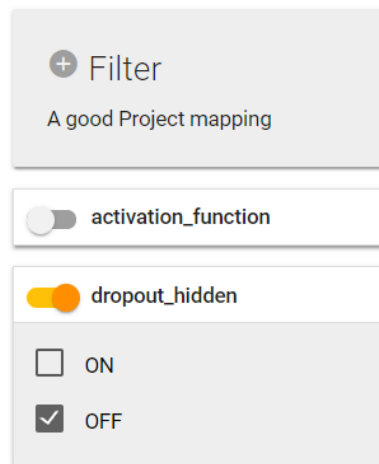 Filter
A good Project mapping
activation_function
dropout_hidden
ON
OFF